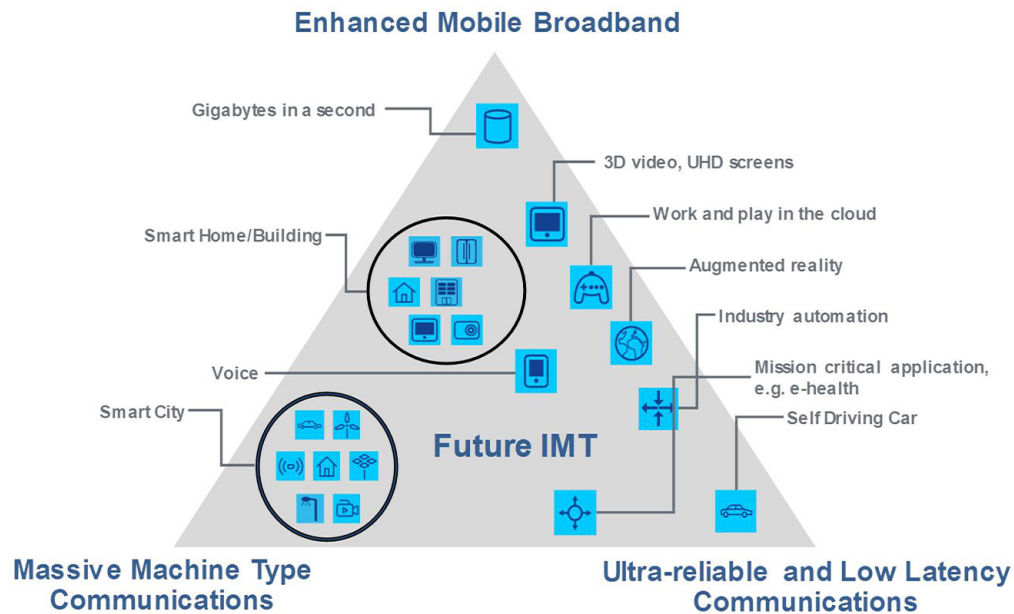 Enhanced Mobile Broadband
Gigabytes in a second
3D video, UHD screens
Work and play in the cloud
Smart Home/Building
Augmented reality
Industry automation
Mission critical application,
e.g. e-health
Voice
Smart City
Self Driving Car
Future IMT
Massive Machine Type
Communications
Ultra-reliable and Low Latency
Communications